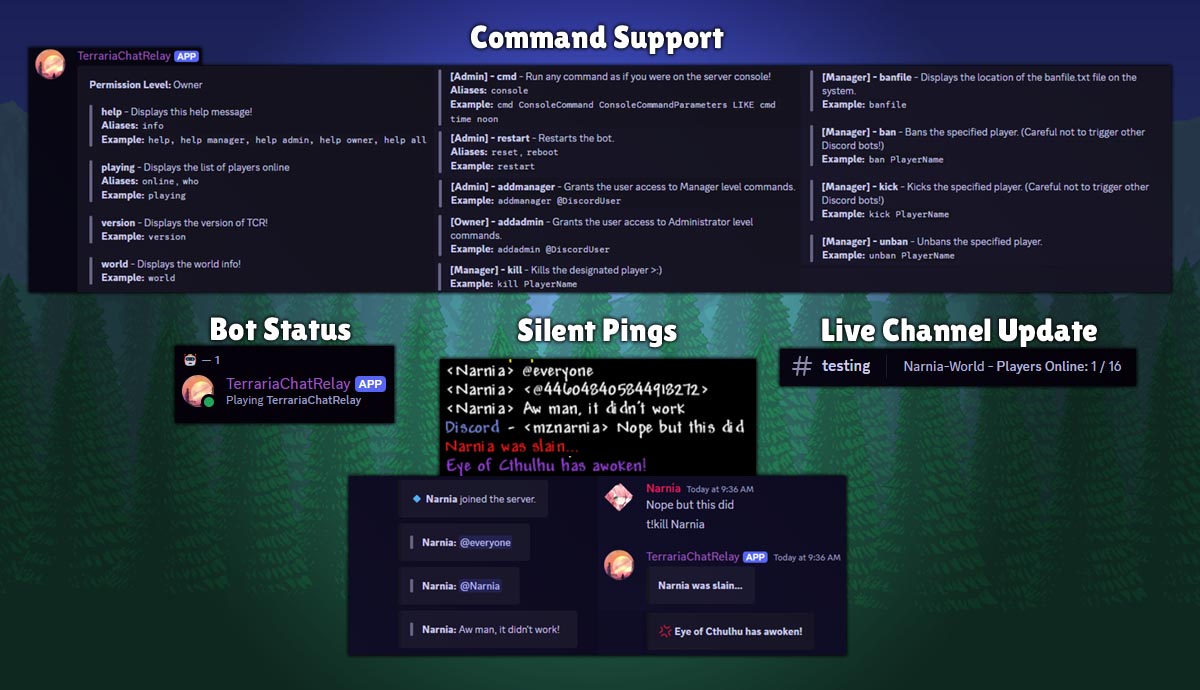 Command Support
TerrariaChatRelay APP
Permission Level: Owner
help - Displays this help message!
Aliases: info
Example: help, help manager, help admin, help owner, help all
playing - Displays the list of players online
Aliases: online, who
Example: playing
version - Displays the version of TCR!
Example: version
world - Displays the world info!
Example: world
[Admin] - cmd - Run any command as if you were on the server console!
Aliases: console
Example: cmd ConsoleCommand ConsoleCommandParameters LIKE cmd
time noon
[Admin] - restart - Restarts the bot.
Aliases: reset, reboot
Example: restart
[Admin] - addmanager - Grants the user access to Manager level commands.
Example: addmanager @DiscordUser
[Owner] - addadmin - Grants the user access to Administrator level
commands.
Example: addadmin @DiscordUser
[Manager] - kill - Kills the designated player >:)
Example: kill PlayerName
[Manager] - banfile - Displays the location of the banfile.txt file on the
system.
Example: banfile
[Manager] - ban - Bans the specified player. (Careful not to trigger other
Discord bots!)
Example: ban PlayerName
[Manager] - kick - Kicks the specified player. (Careful not to trigger other
Discord bots!)
Example: kick PlayerName
[Manager] - unban - Unbans the specified player.
Example: unban PlayerName
Bot Status
— 1
TerrariaChatRelay APP
Playing TerrariaChatRelay
Silent Pings
<Narnia> @everyone
<Narnia> <@446048405844918272>
<Narnia> Aw man, it didn't work
Discord - <mznarnia> Nope but this did
Narnia was slain...
Eye of Cthulhu has awoken!
Narnia joined the server.
Narnia: @everyone
Narnia: @Narnia
Narnia: Aw man, it didn't work!
Narnia Today at 9:36 AM
Nope but this did
t!kill Narnia
TerrariaChatRelay APP Today at 9:36 AM
Narnia was slain...
Eye of Cthulhu has awoken!
Live Channel Update
# testing Narnia-World - Players Online: 1 / 16